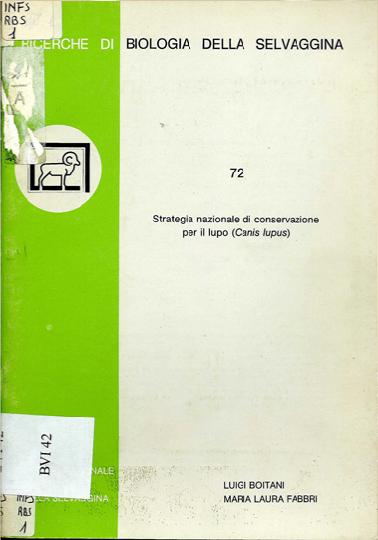 INFS
RBS
1
RICERCHE DI BIOLOGIA DELLA SELVAGGINA
A
72
Strategia nazionale di conservazione
per il lupo (Canis lupus)
BVI 42
SELVAGGINA
INFS
RBS
1
LUIGI BOITANI
MARIA LAURA FABBRI